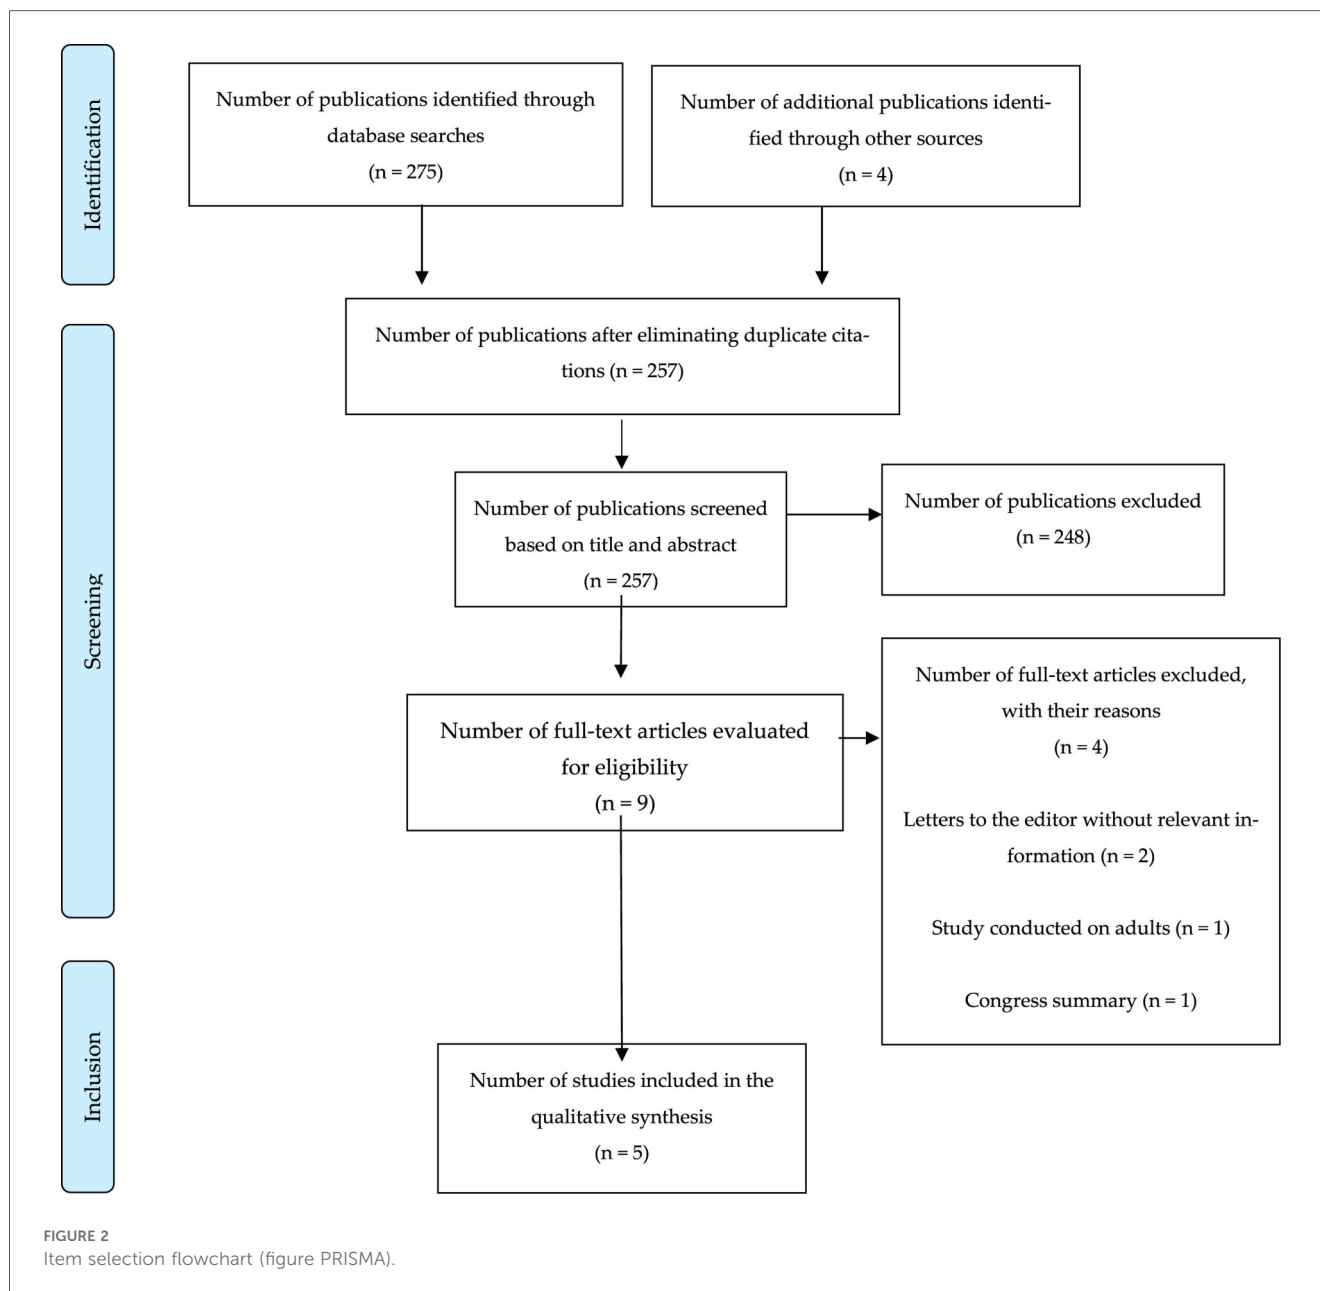 Identification
Number of publications identified through
database searches
(n = 275)
Number of additional publications identi-
fied through other sources
(n = 4)
Screening
Number of publications after eliminating duplicate cita-
tions (n = 257)
Number of publications screened
based on title and abstract
(n = 257)
Number of publications excluded
(n = 248)
Number of full-text articles evaluated
for eligibility
(n = 9)
Number of full-text articles excluded,
with their reasons
(n = 4)
Letters to the editor without relevant in-
formation (n = 2)
Study conducted on adults (n = 1)
Congress summary (n = 1)
Inclusion
Number of studies included in the
qualitative synthesis
(n = 5)
FIGURE 2
Item selection flowchart (figure PRISMA).